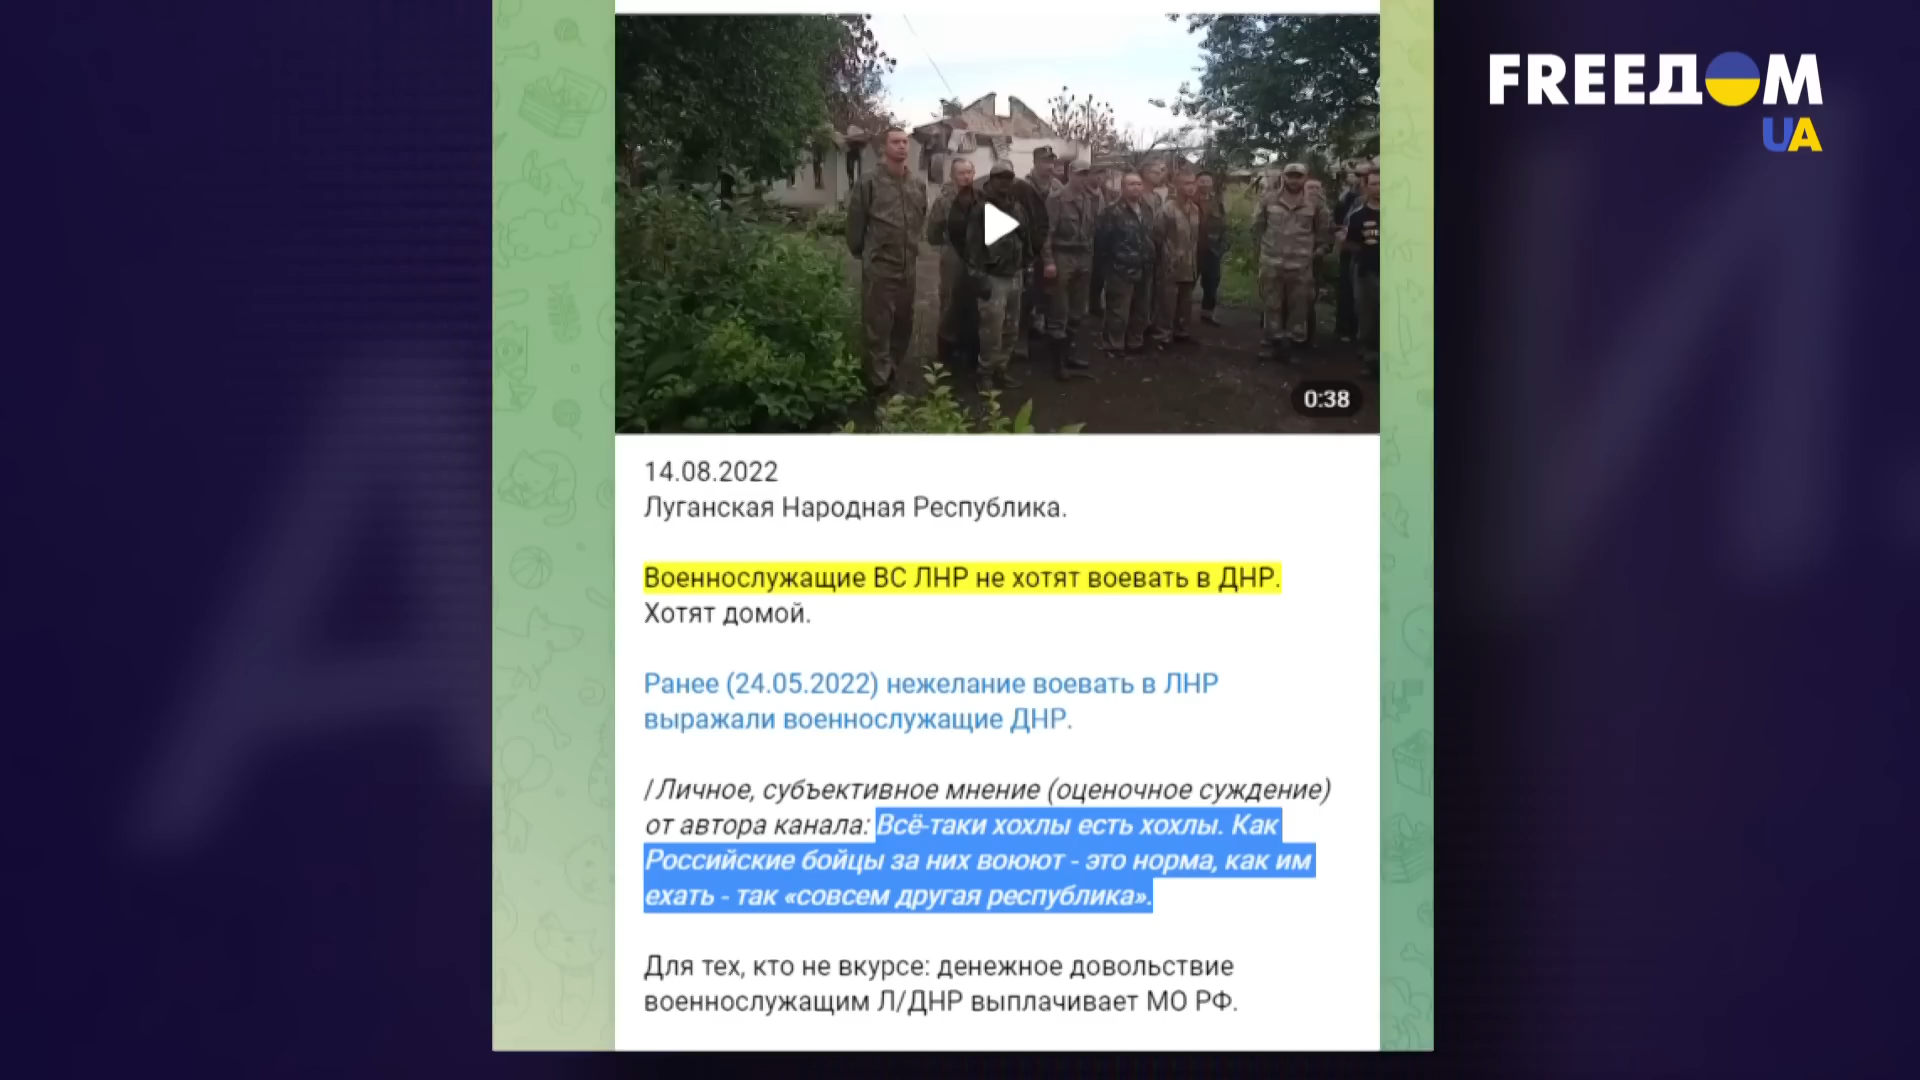 FREEДOM
UA
0:38
14.08.2022
Луганская Народная Республика.
Военнослужащие ВС ЛНР не хотят воевать в ДНР.
Хотят домой.
Ранее (24.05.2022) нежелание воевать в ЛНР
выражали военнослужащие ДНР.
/Личное, субъективное мнение (оценочное суждение)
от автора канала: Всё-таки хохлы есть хохлы. Как
Российские бойцы за них воюют - это норма, как им
ехать - так «совсем другая республика».
Для тех, кто не вкурсе: денежное довольствие
военнослужащим Л/ДНР выплачивает МО РФ.